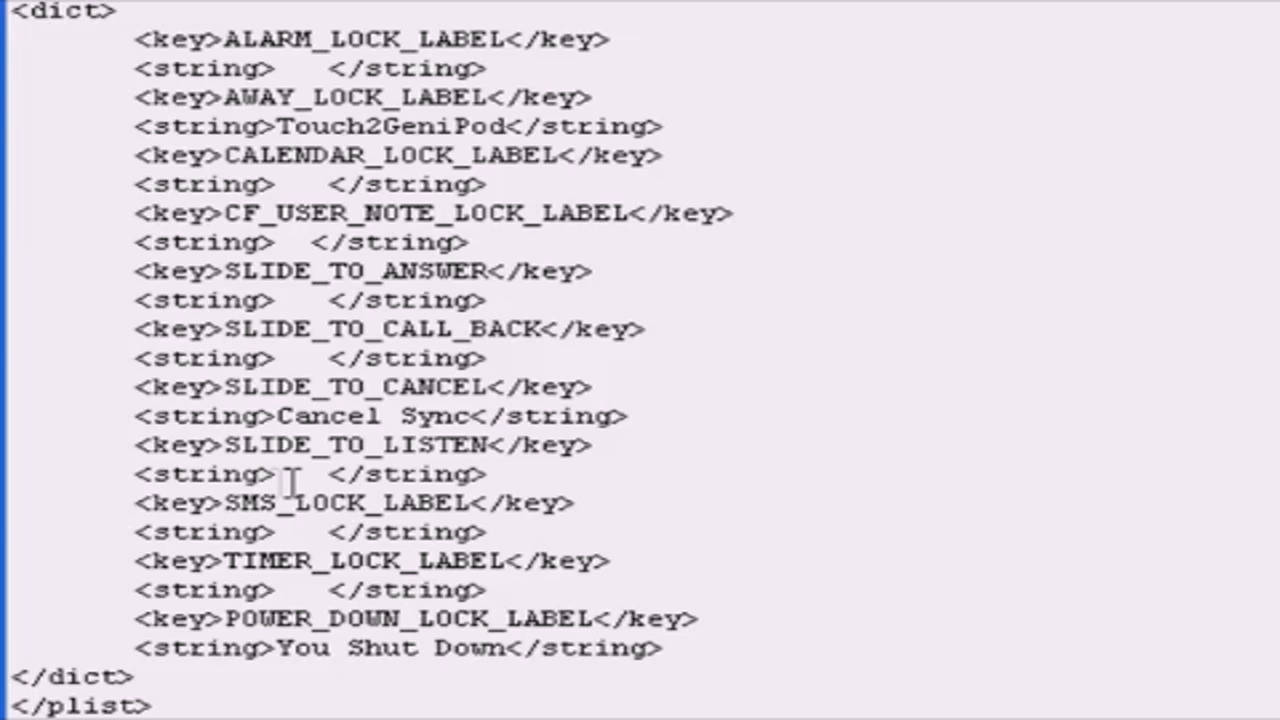 <dict>
<key>ALARM_LOCK_LABEL</key>
<string>   </string>
<key>AWAY_LOCK_LABEL</key>
<string>Touch2GeniPod</string>
<key>CALENDAR_LOCK_LABEL</key>
<string>   </string>
<key>CF_USER_NOTE_LOCK_LABEL</key>
<string>  </string>
<key>SLIDE_TO_ANSWER</key>
<string>   </string>
<key>SLIDE_TO_CALL_BACK</key>
<string>   </string>
<key>SLIDE_TO_CANCEL</key>
<string>Cancel Sync</string>
<key>SLIDE_TO_LISTEN</key>
<string>   </string>
<key>SMS_LOCK_LABEL</key>
<string>   </string>
<key>TIMER_LOCK_LABEL</key>
<string>   </string>
<key>POWER_DOWN_LOCK_LABEL</key>
<string>You Shut Down</string>
</dict>
</plist>